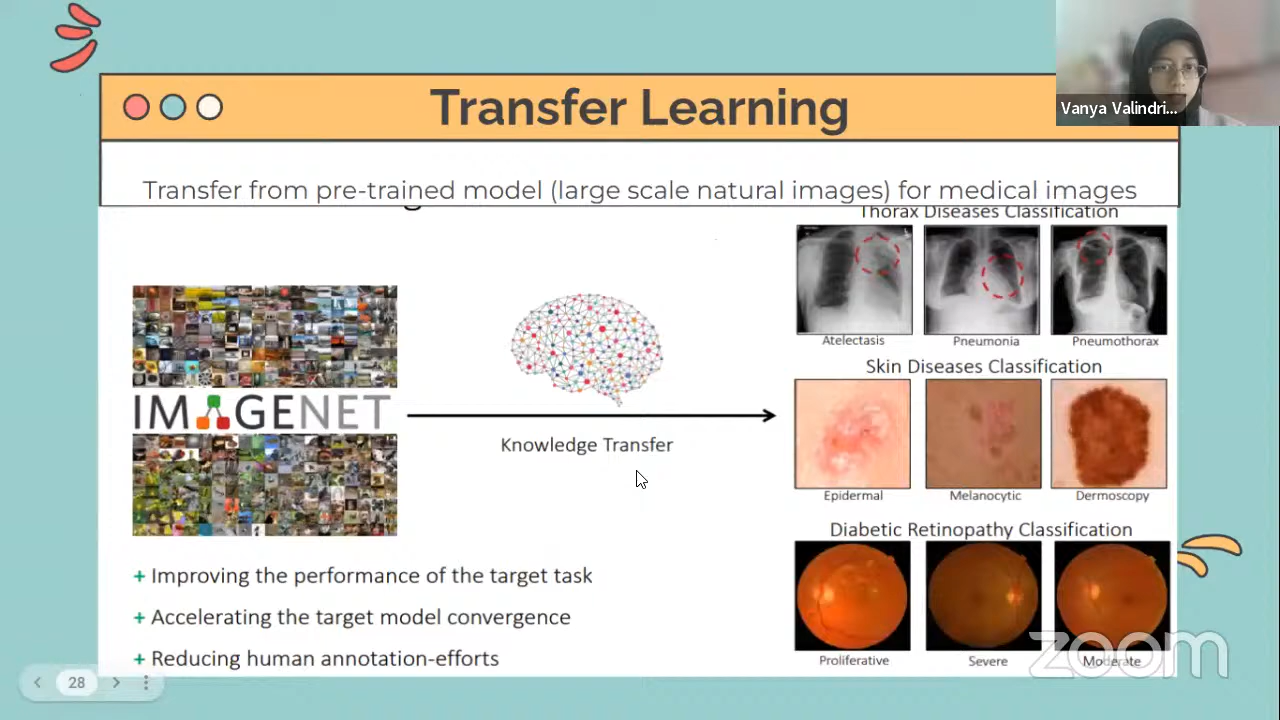 Transfer Learning
Vanya Valindri...
Transfer from pre-trained model (large scale natural images) for medical images
Thorax Diseases Classification
Atelectasis
Pneumonia
Pneumothorax
IMAGENET
Knowledge Transfer
Skin Diseases Classification
Epidermal
Melanocytic
Dermoscopy
Diabetic Retinopathy Classification
Proliferative
Severe
Moderate
+ Improving the performance of the target task
+ Accelerating the target model convergence
+ Reducing human annotation-efforts
28
zoom